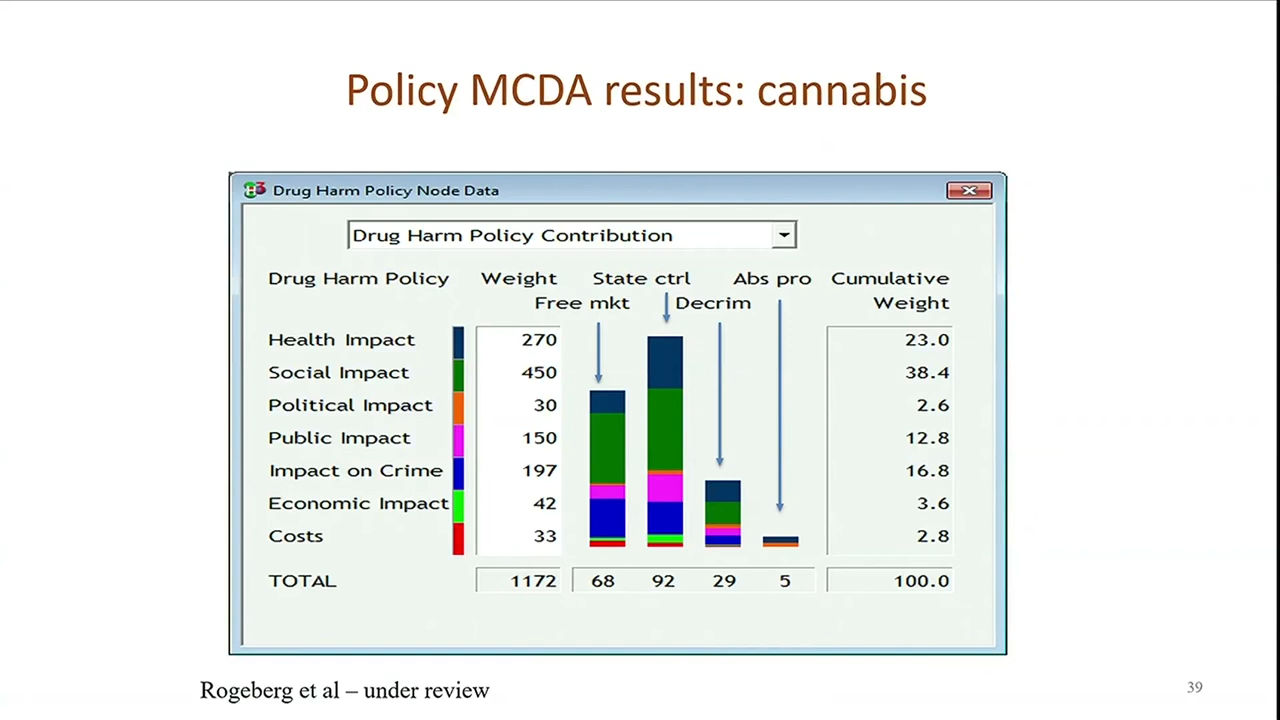 Policy MCDA results: cannabis
Drug Harm Policy Node Data
Drug Harm Policy Contribution
Drug Harm Policy Weight State ctrl Abs pro Cumulative
Free mkt Decrim Weight
Health Impact 270 23.0
Social Impact 450 38.4
Political Impact 30 2.6
Public Impact 150 12.8
Impact on Crime 197 16.8
Economic Impact 42 3.6
Costs 33 2.8
TOTAL 1172 68 92 29 5 100.0
Rogeberg et al – under review
39